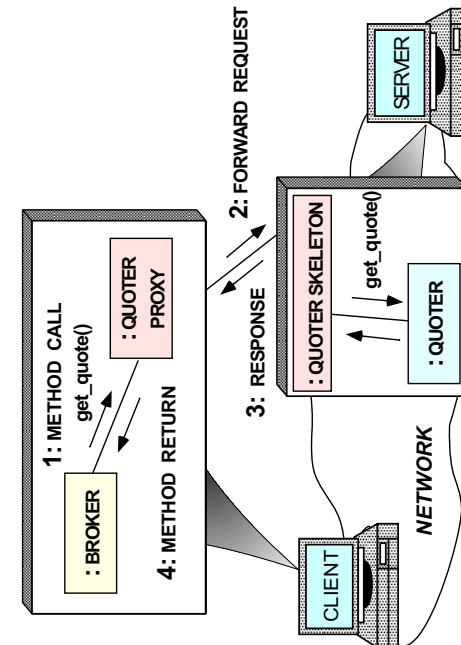 1: METHOD CALL
get_quote()
: BROKER
: QUOTER
PROXY
4: METHOD RETURN
2: FORWARD REQUEST
3: RESPONSE
: QUOTER SKELETON
get_quote()
: QUOTER
CLIENT
NETWORK
SERVER